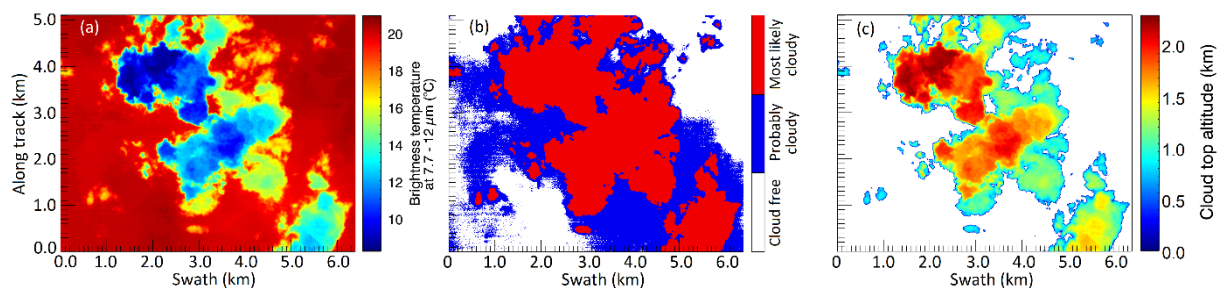 (a)
Along track (km)
5.0
4.0
3.0
2.0
1.0
0.0
0.0 1.0 2.0 3.0 4.0 5.0 6.0
Swath (km)
20
18
16
14
12
10
Brightness temperature
at 7.7 - 12 µm (°C)
(b)
0.0 1.0 2.0 3.0 4.0 5.0 6.0
Swath (km)
Cloud free
Probably
cloudy
Most likely
cloudy
(c)
0.0 1.0 2.0 3.0 4.0 5.0 6.0
Swath (km)
2.0
1.5
1.0
0.5
0.0
Cloud top altitude (km)